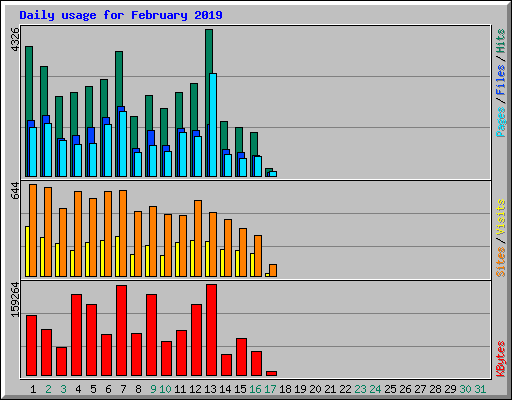 Daily usage for February 2019
4326
Pages / Files / Hits
644
Sites / Visits
159264
KBytes
1 2 3 4 5 6 7 8 9 10 11 12 13 14 15 16 17 18 19 20 21 22 23 24 25 26 27 28 29 30 31